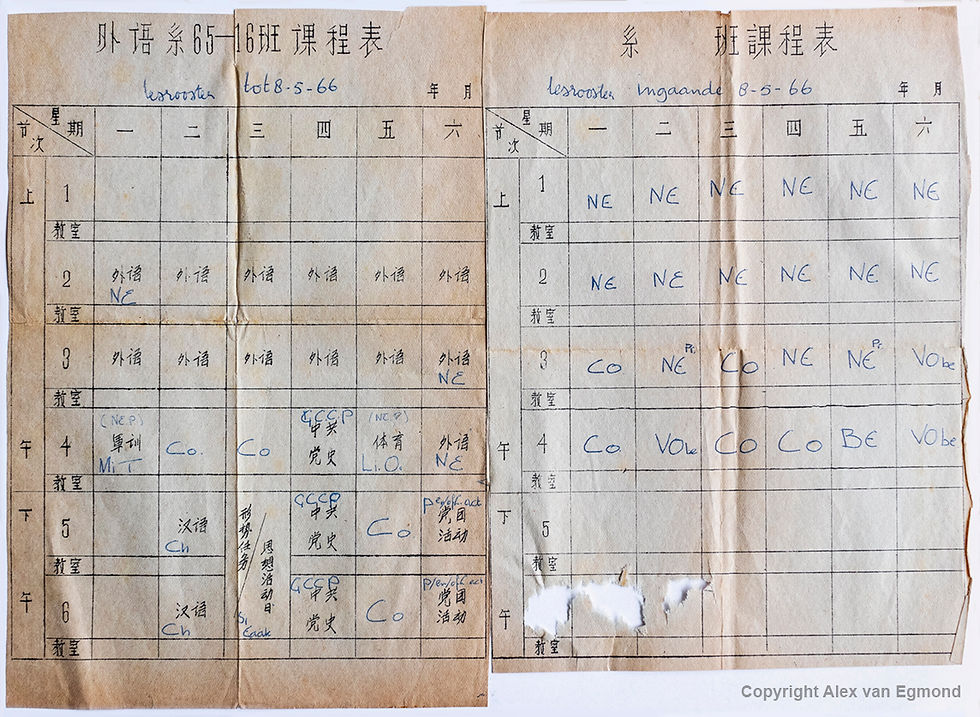 外语系65-16班课程表
lesrooster tot 8-5-66
年 月
星期 一 二 三 四 五 六
节次
上
1
教室
2 外语 外语 外语 外语 外语 外语
NE
教室
3 外语 外语 外语 外语 外语 外语
NE
教室
(NE.P) GCCP (NE.P)
午 4 軍训 Co. Co 中共党史 体育 外语
Mi T Li.O. NE
教室
下
GCCP
5 汉语 形势任务/思想活动日 中共党史 Co 党团活动
Ch
教室
GCCP
午 6 汉语 中共党史 Co 党团活动
Ch
教室
系 班課程表
lesrooster ingaande 8-5-66
年 月
星期 一 二 三 四 五 六
节次
上
1 NE NE NE NE NE NE
教室
2 NE NE NE NE NE NE
教室
3 Co NE Pi. Co NE NE Pi. VObe
教室
午 4 Co VObe Co Co BE VObe
教室
下
5
教室
午
教室
Copyright Alex van Egmond